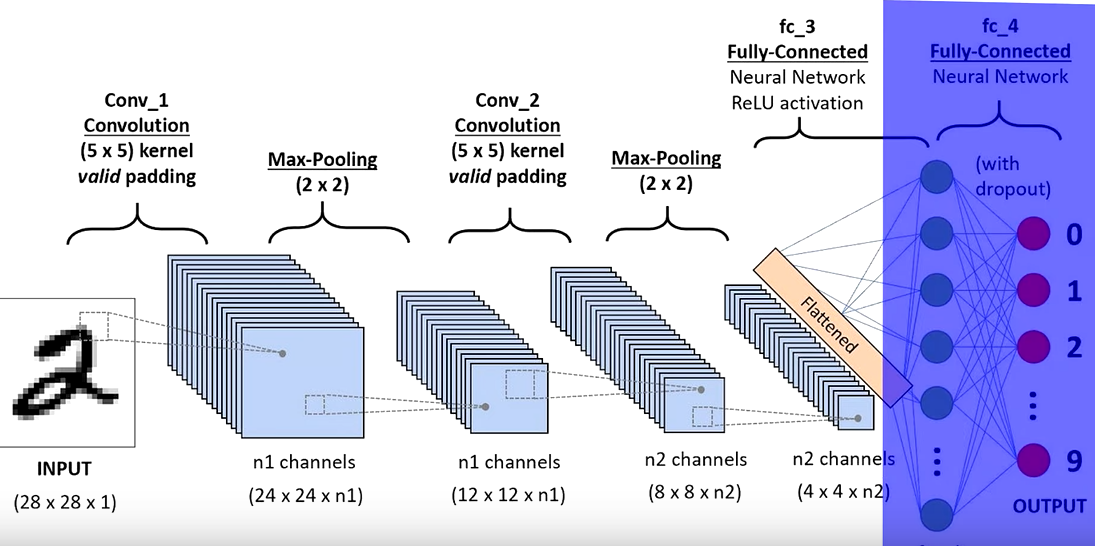 fc_3
Fully-Connected
Neural Network
ReLU activation
fc_4
Fully-Connected
Neural Network
Conv_1
Convolution
(5 x 5) kernel
valid padding
Max-Pooling
(2 x 2)
Conv_2
Convolution
(5 x 5) kernel
valid padding
Max-Pooling
(2 x 2)
(with
dropout)
0
1
2
9
Flattened
INPUT
(28 x 28 x 1)
n1 channels
(24 x 24 x n1)
n1 channels
(12 x 12 x n1)
n2 channels
(8 x 8 x n2)
n2 channels
(4 x 4 x n2)
OUTPUT
2